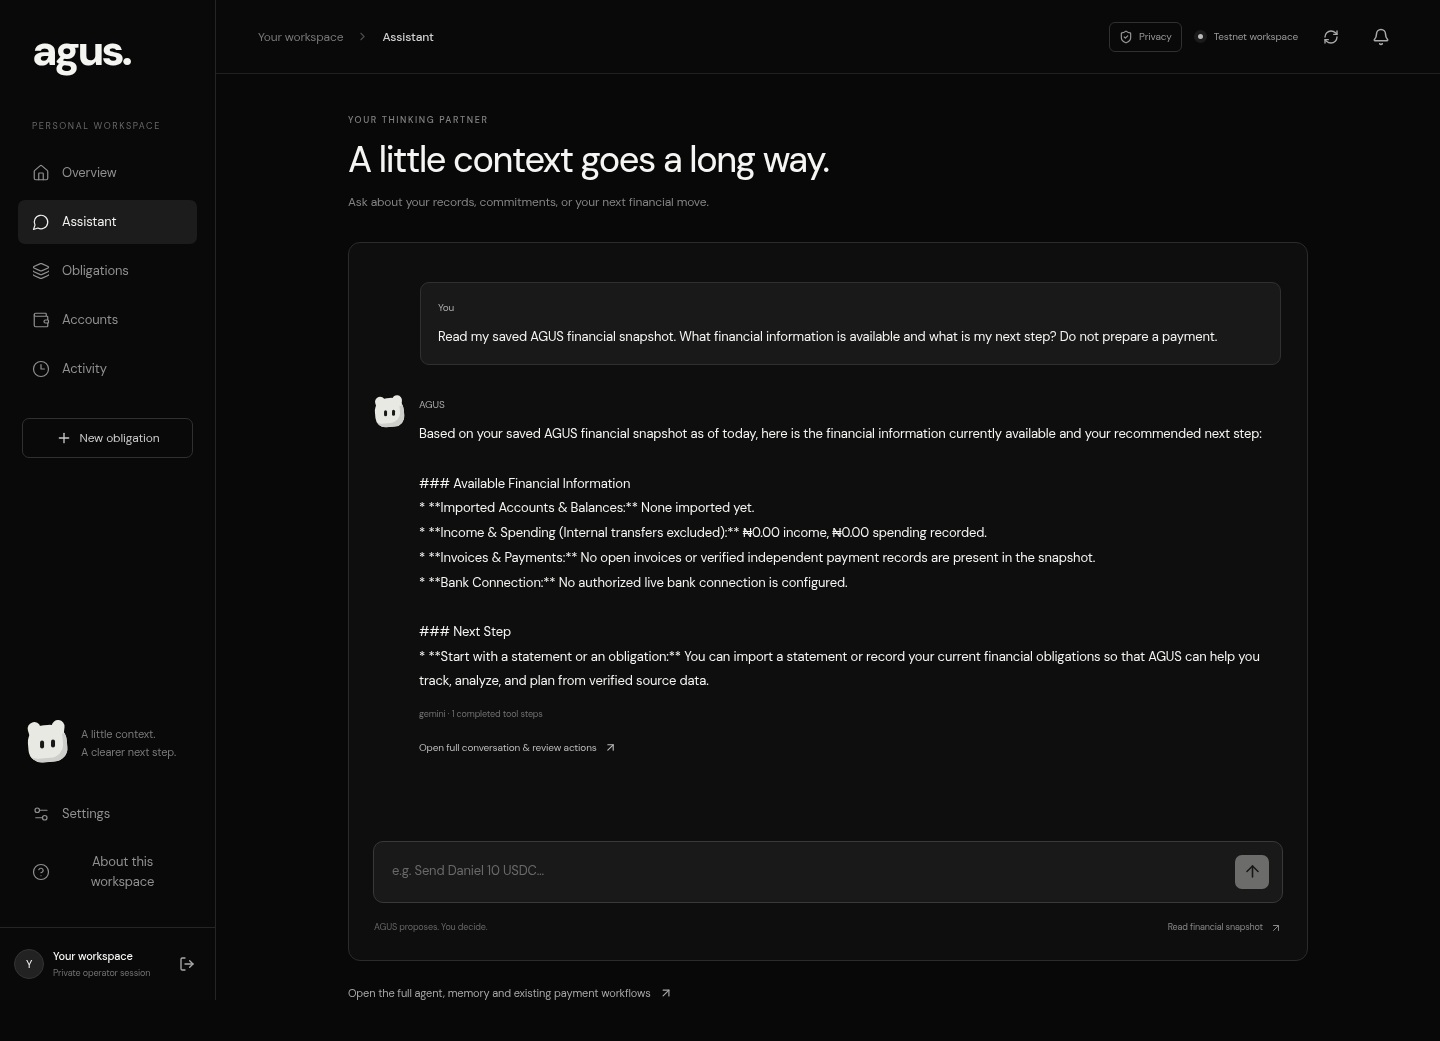 agus.
PERSONAL WORKSPACE
Overview
Assistant
Obligations
Accounts
Activity
New obligation
A little context.
A clearer next step.
Settings
About this
workspace
Y
Your workspace
Private operator session
Your workspace > Assistant
Privacy
Testnet workspace
YOUR THINKING PARTNER
A little context goes a long way.
Ask about your records, commitments, or your next financial move.
You
Read my saved AGUS financial snapshot. What financial information is available and what is my next step? Do not prepare a payment.
AGUS
Based on your saved AGUS financial snapshot as of today, here is the financial information currently available and your recommended next step:
### Available Financial Information
* **Imported Accounts & Balances:** None imported yet.
* **Income & Spending (Internal transfers excluded):** ₦0.00 income, ₦0.00 spending recorded.
* **Invoices & Payments:** No open invoices or verified independent payment records are present in the snapshot.
* **Bank Connection:** No authorized live bank connection is configured.
### Next Step
* **Start with a statement or an obligation:** You can import a statement or record your current financial obligations so that AGUS can help you
track, analyze, and plan from verified source data.
gemini · 1 completed tool steps
Open full conversation & review actions
e.g. Send Daniel 10 USDC…
AGUS proposes. You decide.
Read financial snapshot
Open the full agent, memory and existing payment workflows